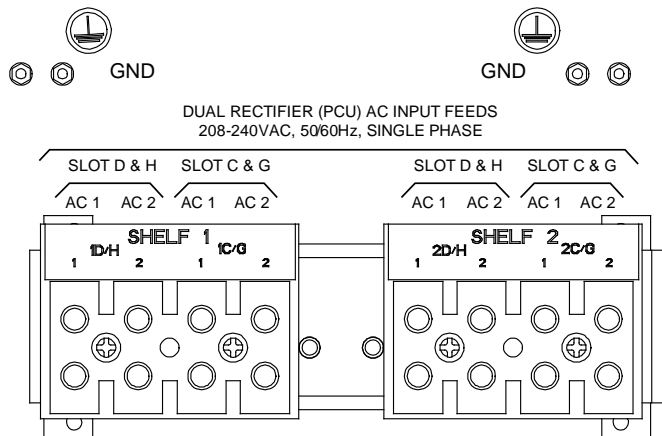 GND GND
DUAL RECTIFIER (PCU) AC INPUT FEEDS
208-240VAC, 50/60Hz, SINGLE PHASE
SLOT D & H SLOT C & G SLOT D & H SLOT C & G
AC 1 AC 2 AC 1 AC 2 AC 1 AC 2 AC 1 AC 2
SHELF 1 SHELF 2
1D/H 1C/G 2D/H 2C/G
1 2 1 2 1 2 1 2